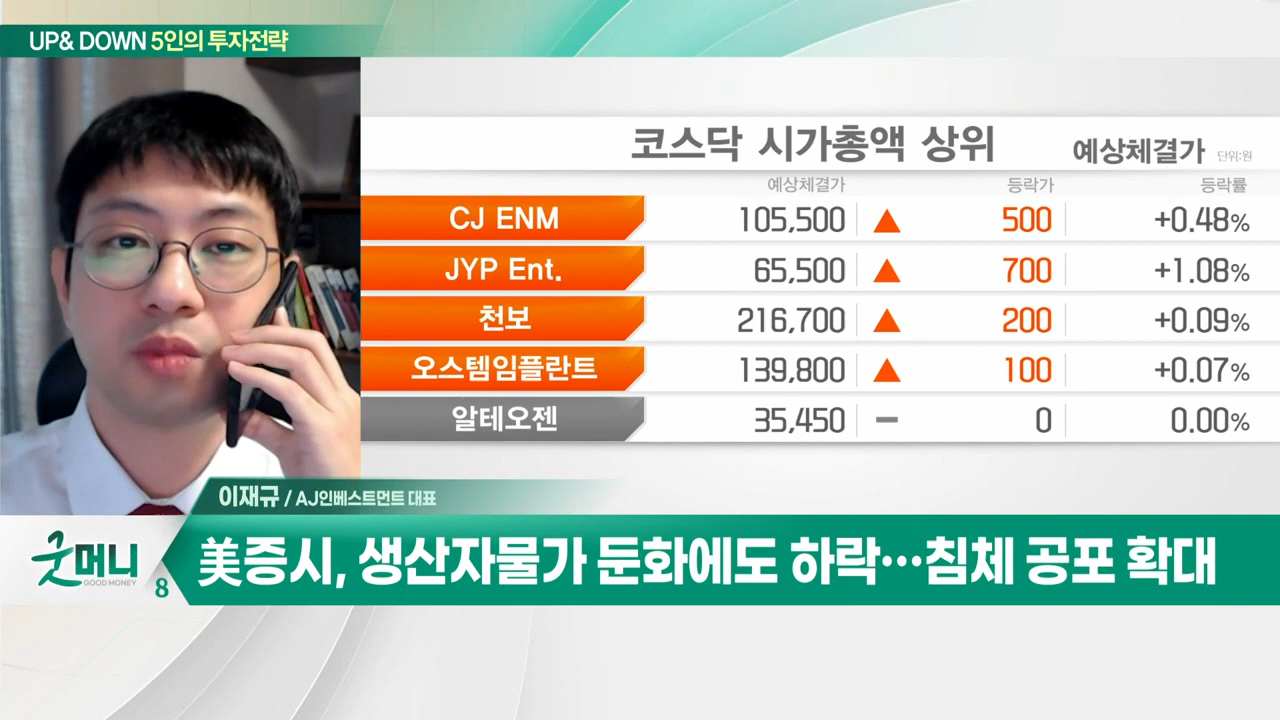 UP& DOWN 5인의 투자전략
코스닥 시가총액 상위 예상체결가 단위:원
예상체결가 등락가 등락률
CJ ENM 105,500 ▲ 500 +0.48%
JYP Ent. 65,500 ▲ 700 +1.08%
천보 216,700 ▲ 200 +0.09%
오스템임플란트 139,800 ▲ 100 +0.07%
알테오젠 35,450 − 0 0.00%
이재규 / AJ인베스트먼트 대표
굿머니
GOOD MONEY
8
美증시, 생산자물가 둔화에도 하락…침체 공포 확대